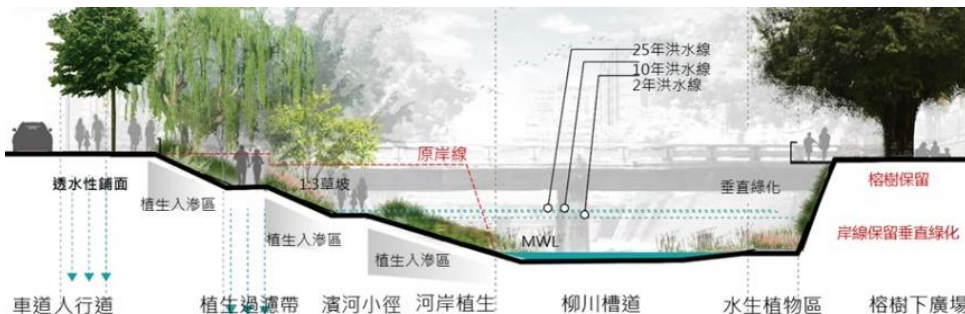 25年洪水線
10年洪水線
2年洪水線
原岸線
透水性鋪面
1:3草坡
垂直綠化
榕樹保留
植生入滲區
植生入滲區
MWL
岸線保留垂直綠化
植生入滲區
車道人行道
植生過濾帶
濱河小徑
河岸植生
柳川槽道
水生植物區
榕樹下廣場